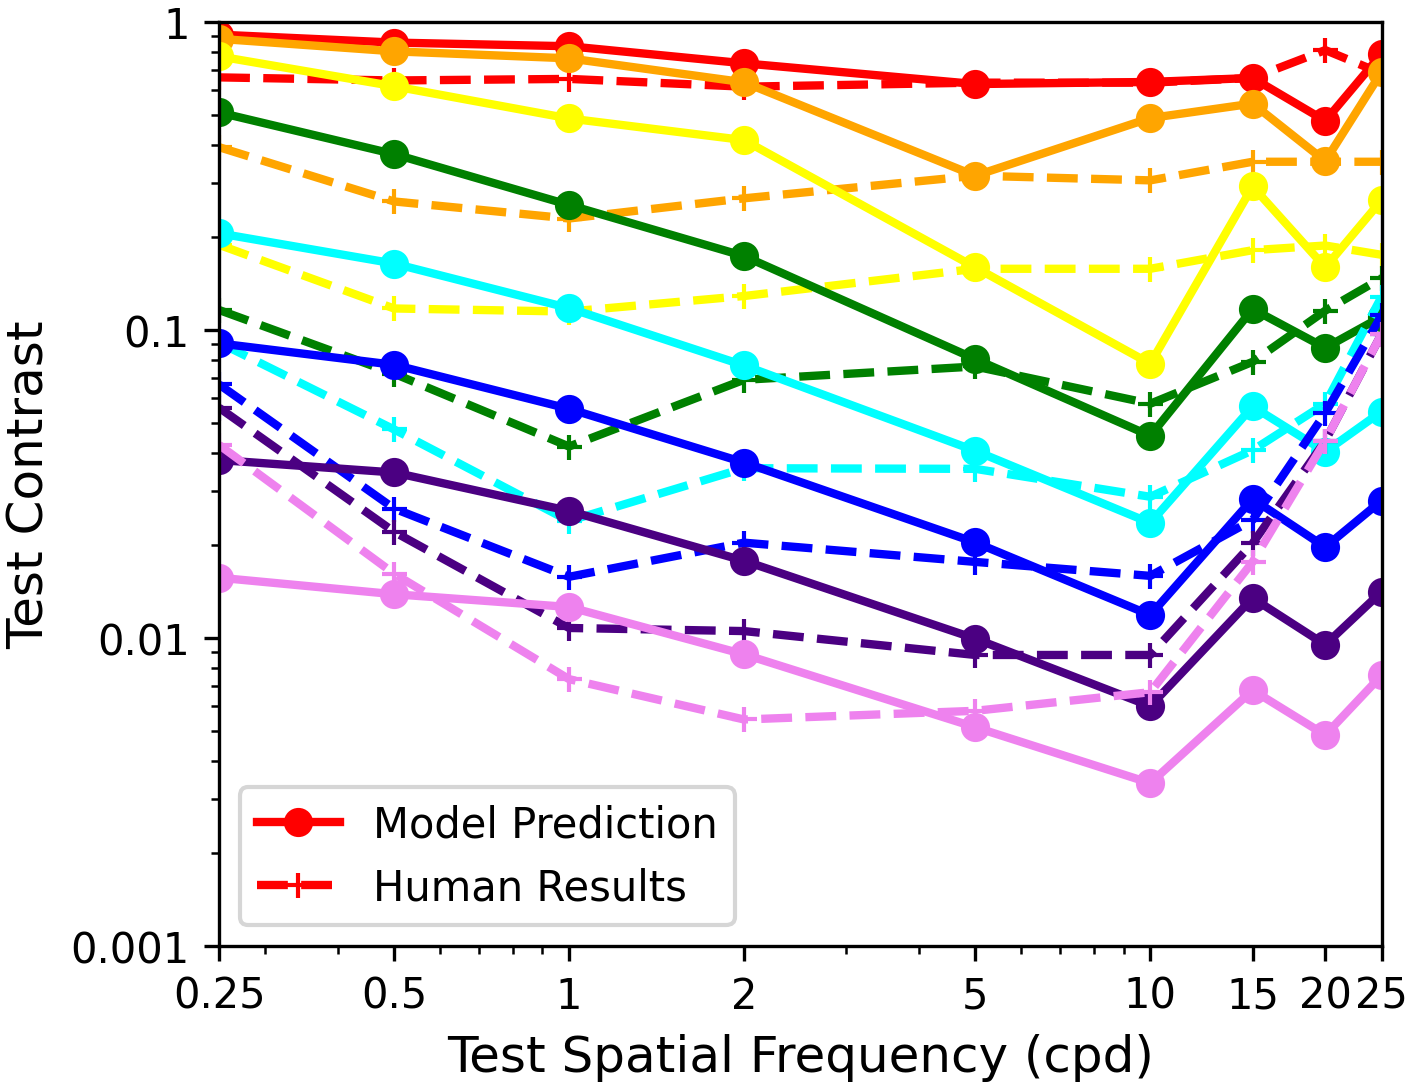 1
0.1
0.01
0.001
Test Contrast
Model Prediction
Human Results
0.25 0.5 1 2 5 10 15 20 25
Test Spatial Frequency (cpd)